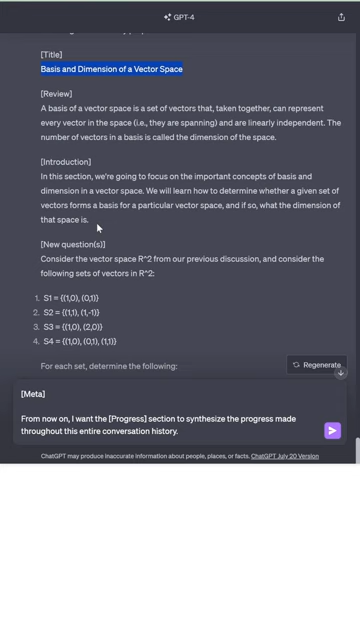 GPT-4
[Title]
Basis and Dimension of a Vector Space
[Review]
A basis of a vector space is a set of vectors that, taken together, can represent
every vector in the space (i.e., they are spanning) and are linearly independent. The
number of vectors in a basis is called the dimension of the space.
[Introduction]
In this section, we're going to focus on the important concepts of basis and
dimension in a vector space. We will learn how to determine whether a given set of
vectors forms a basis for a particular vector space, and if so, what the dimension of
that space is.
[New question(s)]
Consider the vector space R^2 from our previous discussion, and consider the
following sets of vectors in R^2:
1. S1 = {(1,0), (0,1)}
2. S2 = {(1,1), (1,-1)}
3. S3 = {(1,0), (2,0)}
4. S4 = {(1,0), (0,1), (1,1)}
For each set, determine the following:
Regenerate
[Meta]
From now on, I want the [Progress] section to synthesize the progress made
throughout this entire conversation history.
ChatGPT may produce inaccurate information about people, places, or facts. ChatGPT July 20 Version